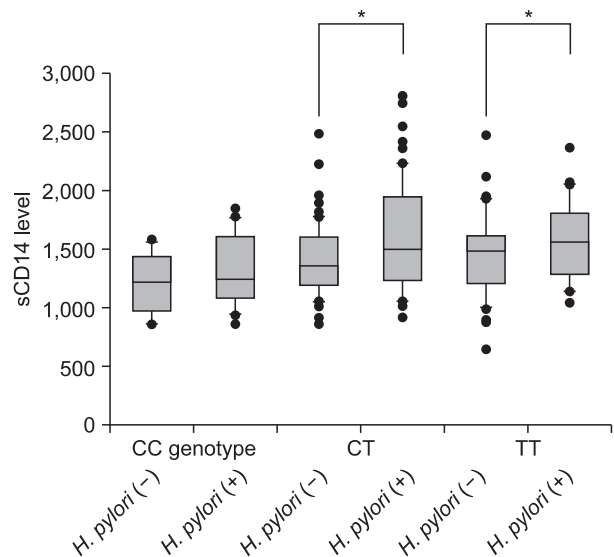 * *
3,000
2,500
2,000
1,500
1,000
500
0
sCD14 level
CC genotype CT TT
H. pylori (−) H. pylori (+) H. pylori (−) H. pylori (+) H. pylori (−) H. pylori (+)